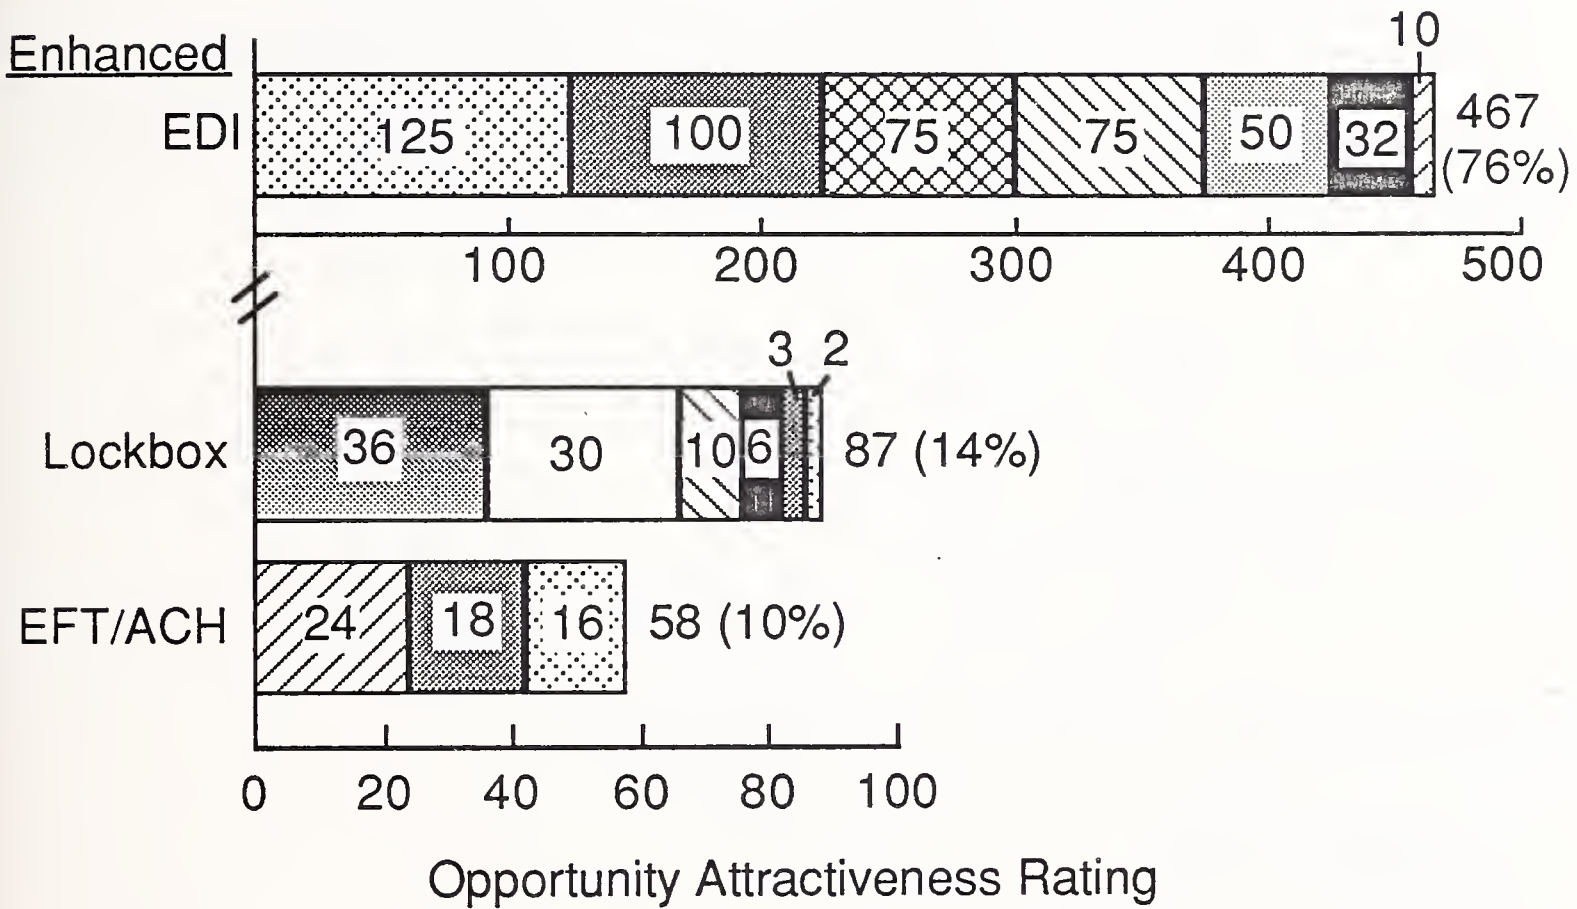 10
Enhanced
EDI 125 100 75 75 50 32 467
(76%)
100 200 300 400 500
3 2
Lockbox 36 30 10 6 87 (14%)
EFT/ACH 24 18 16 58 (10%)
0 20 40 60 80 100
Opportunity Attractiveness Rating